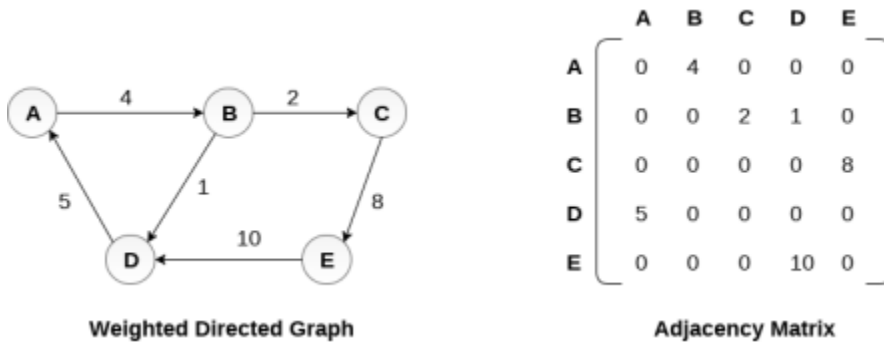 A B C D E
A 0 4 0 0 0
B 0 0 2 1 0
C 0 0 0 0 8
D 5 0 0 0 0
E 0 0 0 10 0
A 4 B 2 C
5 1 8
D 10 E
Weighted Directed Graph
Adjacency Matrix